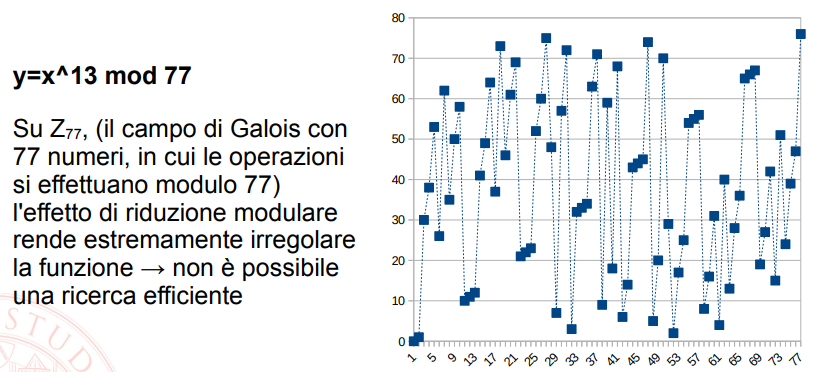 y=x^13 mod 77
Su Z₇₇, (il campo di Galois con
77 numeri, in cui le operazioni
si effettuano modulo 77)
l'effetto di riduzione modulare
rende estremamente irregolare
la funzione → non è possibile
una ricerca efficiente
80
70
60
50
40
30
20
10
0
1 5 9 13 17 21 25 29 33 37 41 45 49 53 57 61 65 69 73 77
STUD